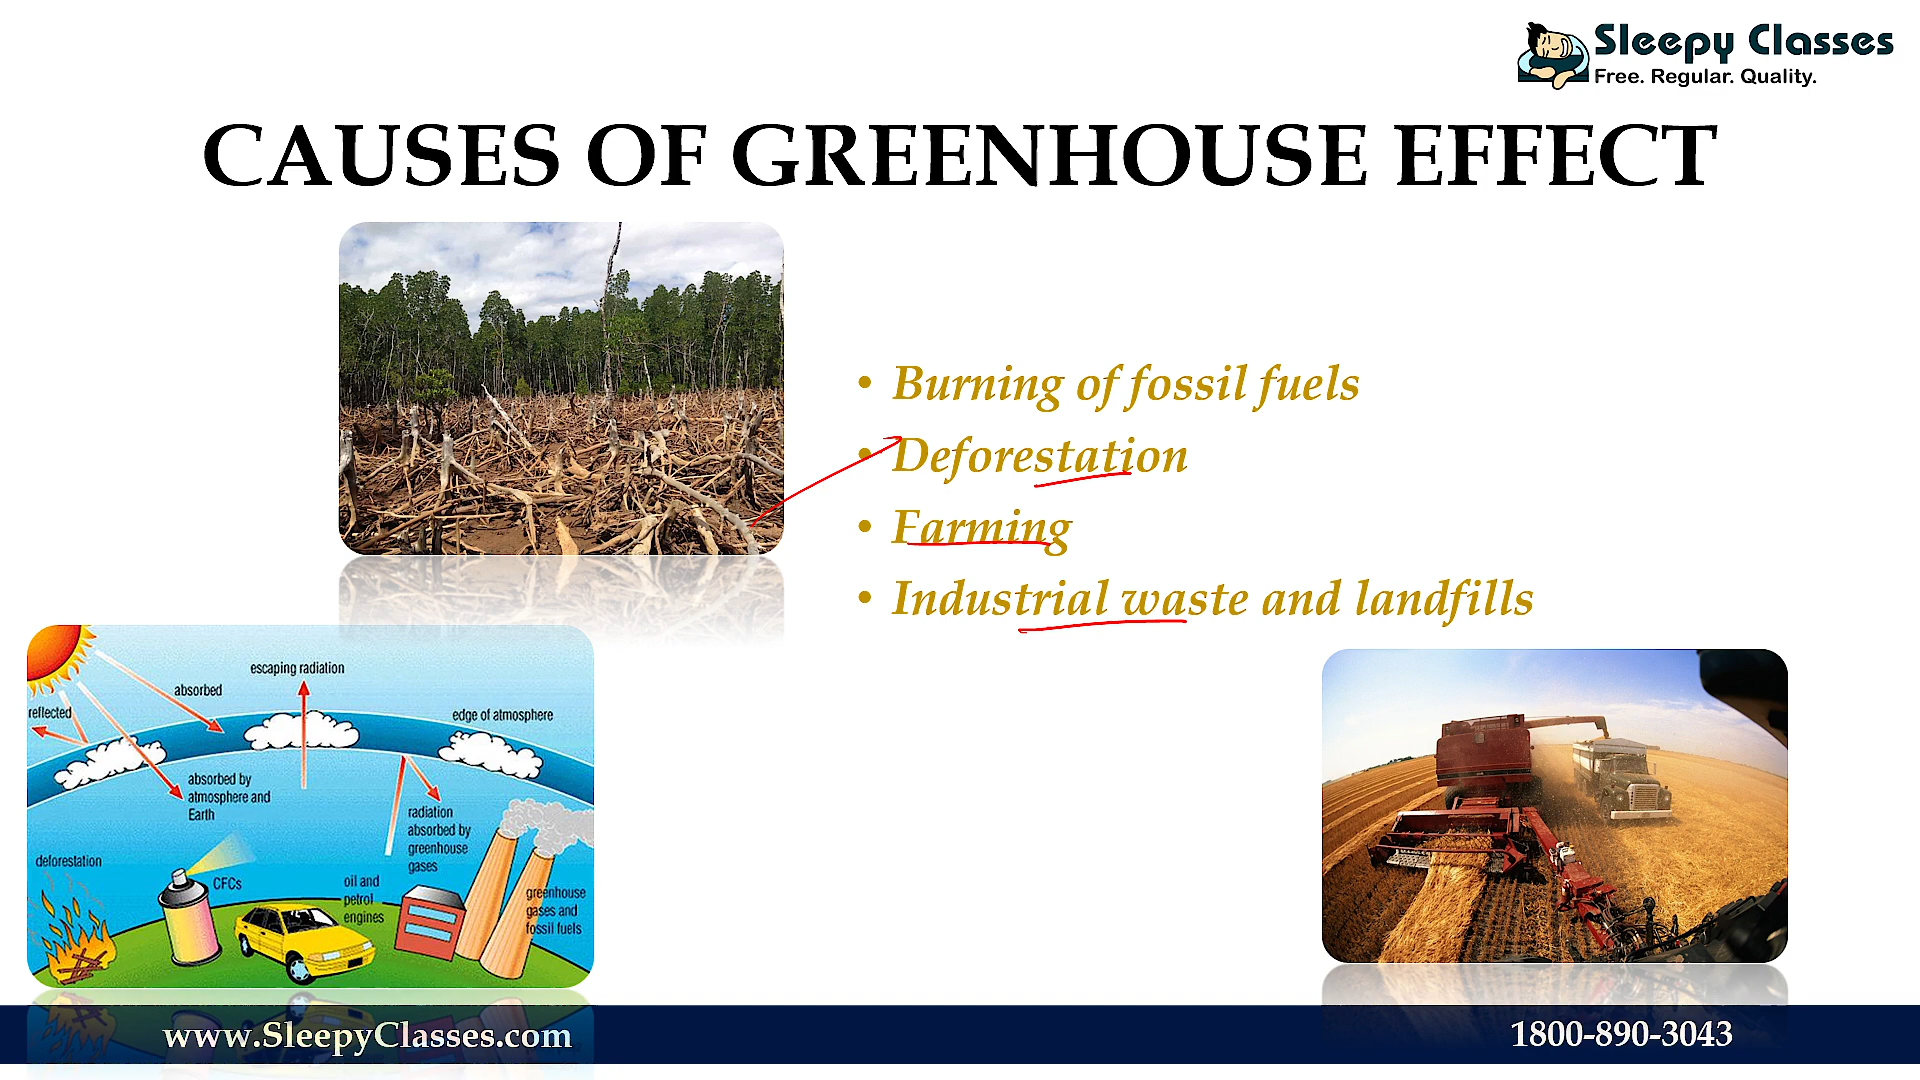 Sleepy Classes
Free. Regular. Quality.
CAUSES OF GREENHOUSE EFFECT
• Burning of fossil fuels
• Deforestation
• Farming
• Industrial waste and landfills
escaping radiation
absorbed
reflected
edge of atmosphere
absorbed by
atmosphere and
Earth
radiation
absorbed by
greenhouse
gases
deforestation
CFCs
oil and
petrol
engines
greenhouse
gases and
fossil fuels
www.SleepyClasses.com
1800-890-3043